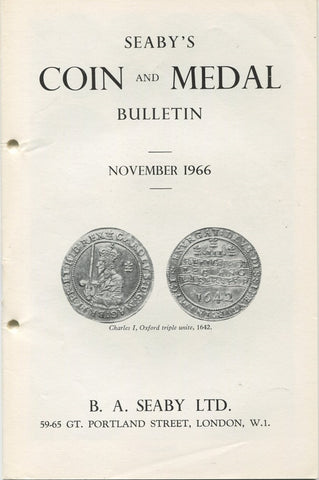 SEABY'S
COIN AND MEDAL
BULLETIN
NOVEMBER 1966
1642
Charles I, Oxford triple unite, 1642.
B. A. SEABY LTD.
59-65 GT. PORTLAND STREET, LONDON, W.1.